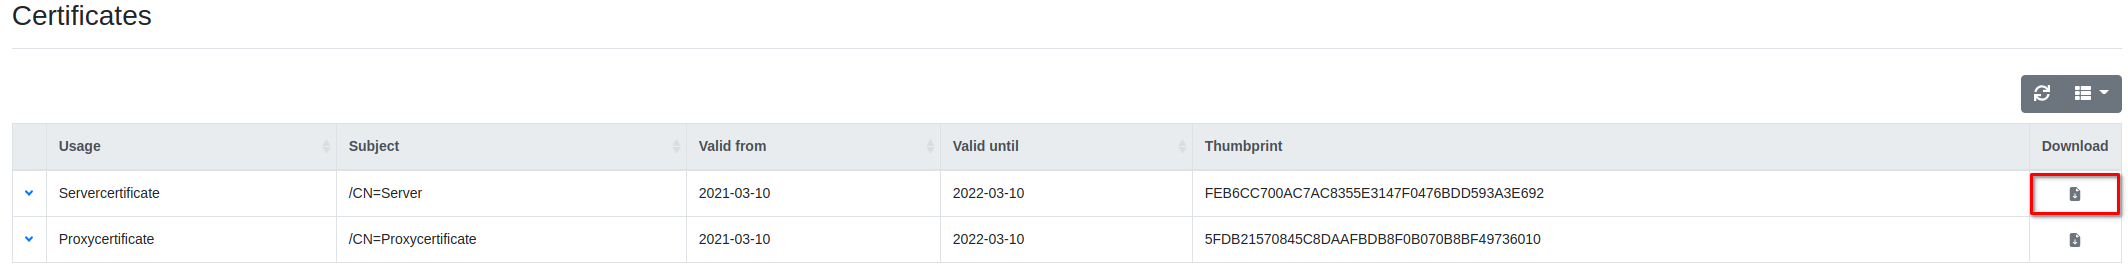 Certificates
Usage Subject Valid from Valid until Thumbprint Download
Servercertificate /CN=Server 2021-03-10 2022-03-10 FEB6CC700AC7AC8355E3147F0476BDD593A3E692
Proxycertificate /CN=Proxycertificate 2021-03-10 2022-03-10 5FDB21570845C8DAAFBDB8F0B070B8BF49736010